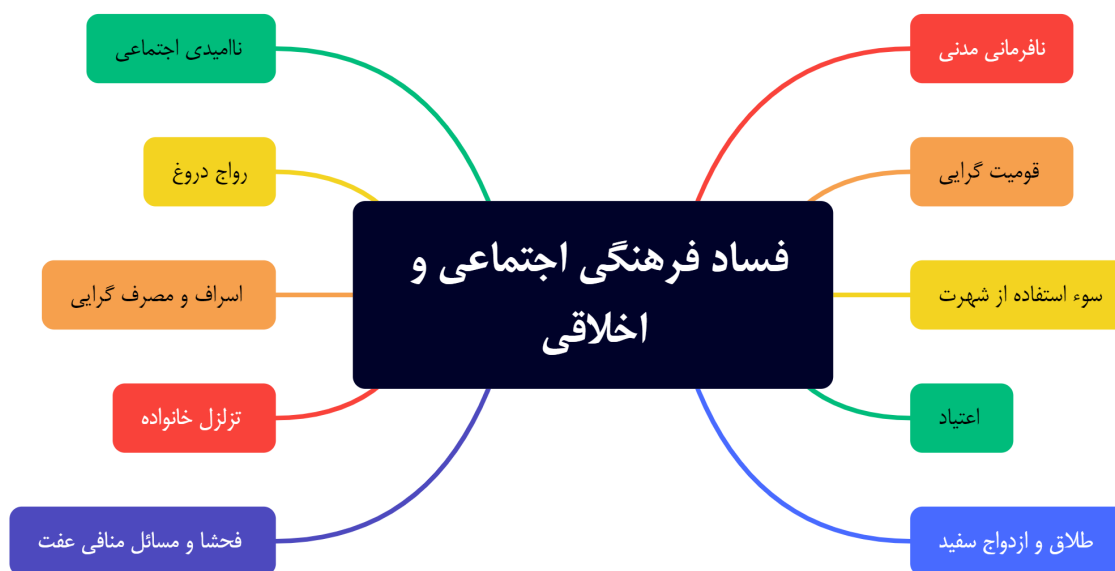 فساد فرهنگی اجتماعی و
اخلاقی
نافرمانی مدنی
قومیت گرایی
سوء استفاده از شهرت
اعتیاد
طلاق و ازدواج سفید
ناامیدی اجتماعی
رواج دروغ
اسراف و مصرف گرایی
تزلزل خانواده
فحشا و مسائل منافی عفت